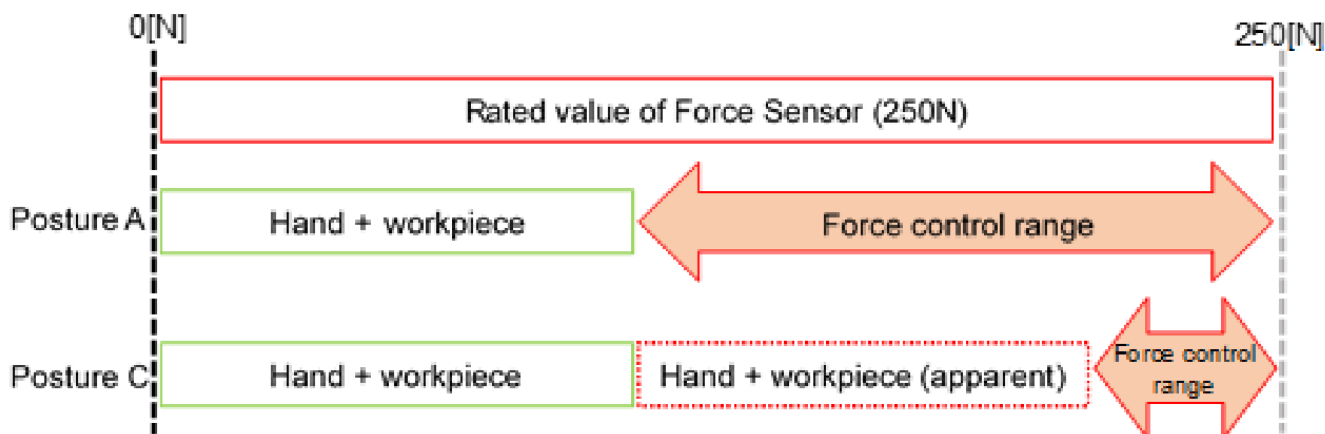 0[N]
250[N]
Rated value of Force Sensor (250N)
Posture A
Hand + workpiece
Force control range
Posture C
Hand + workpiece
Hand + workpiece (apparent)
Force control
range